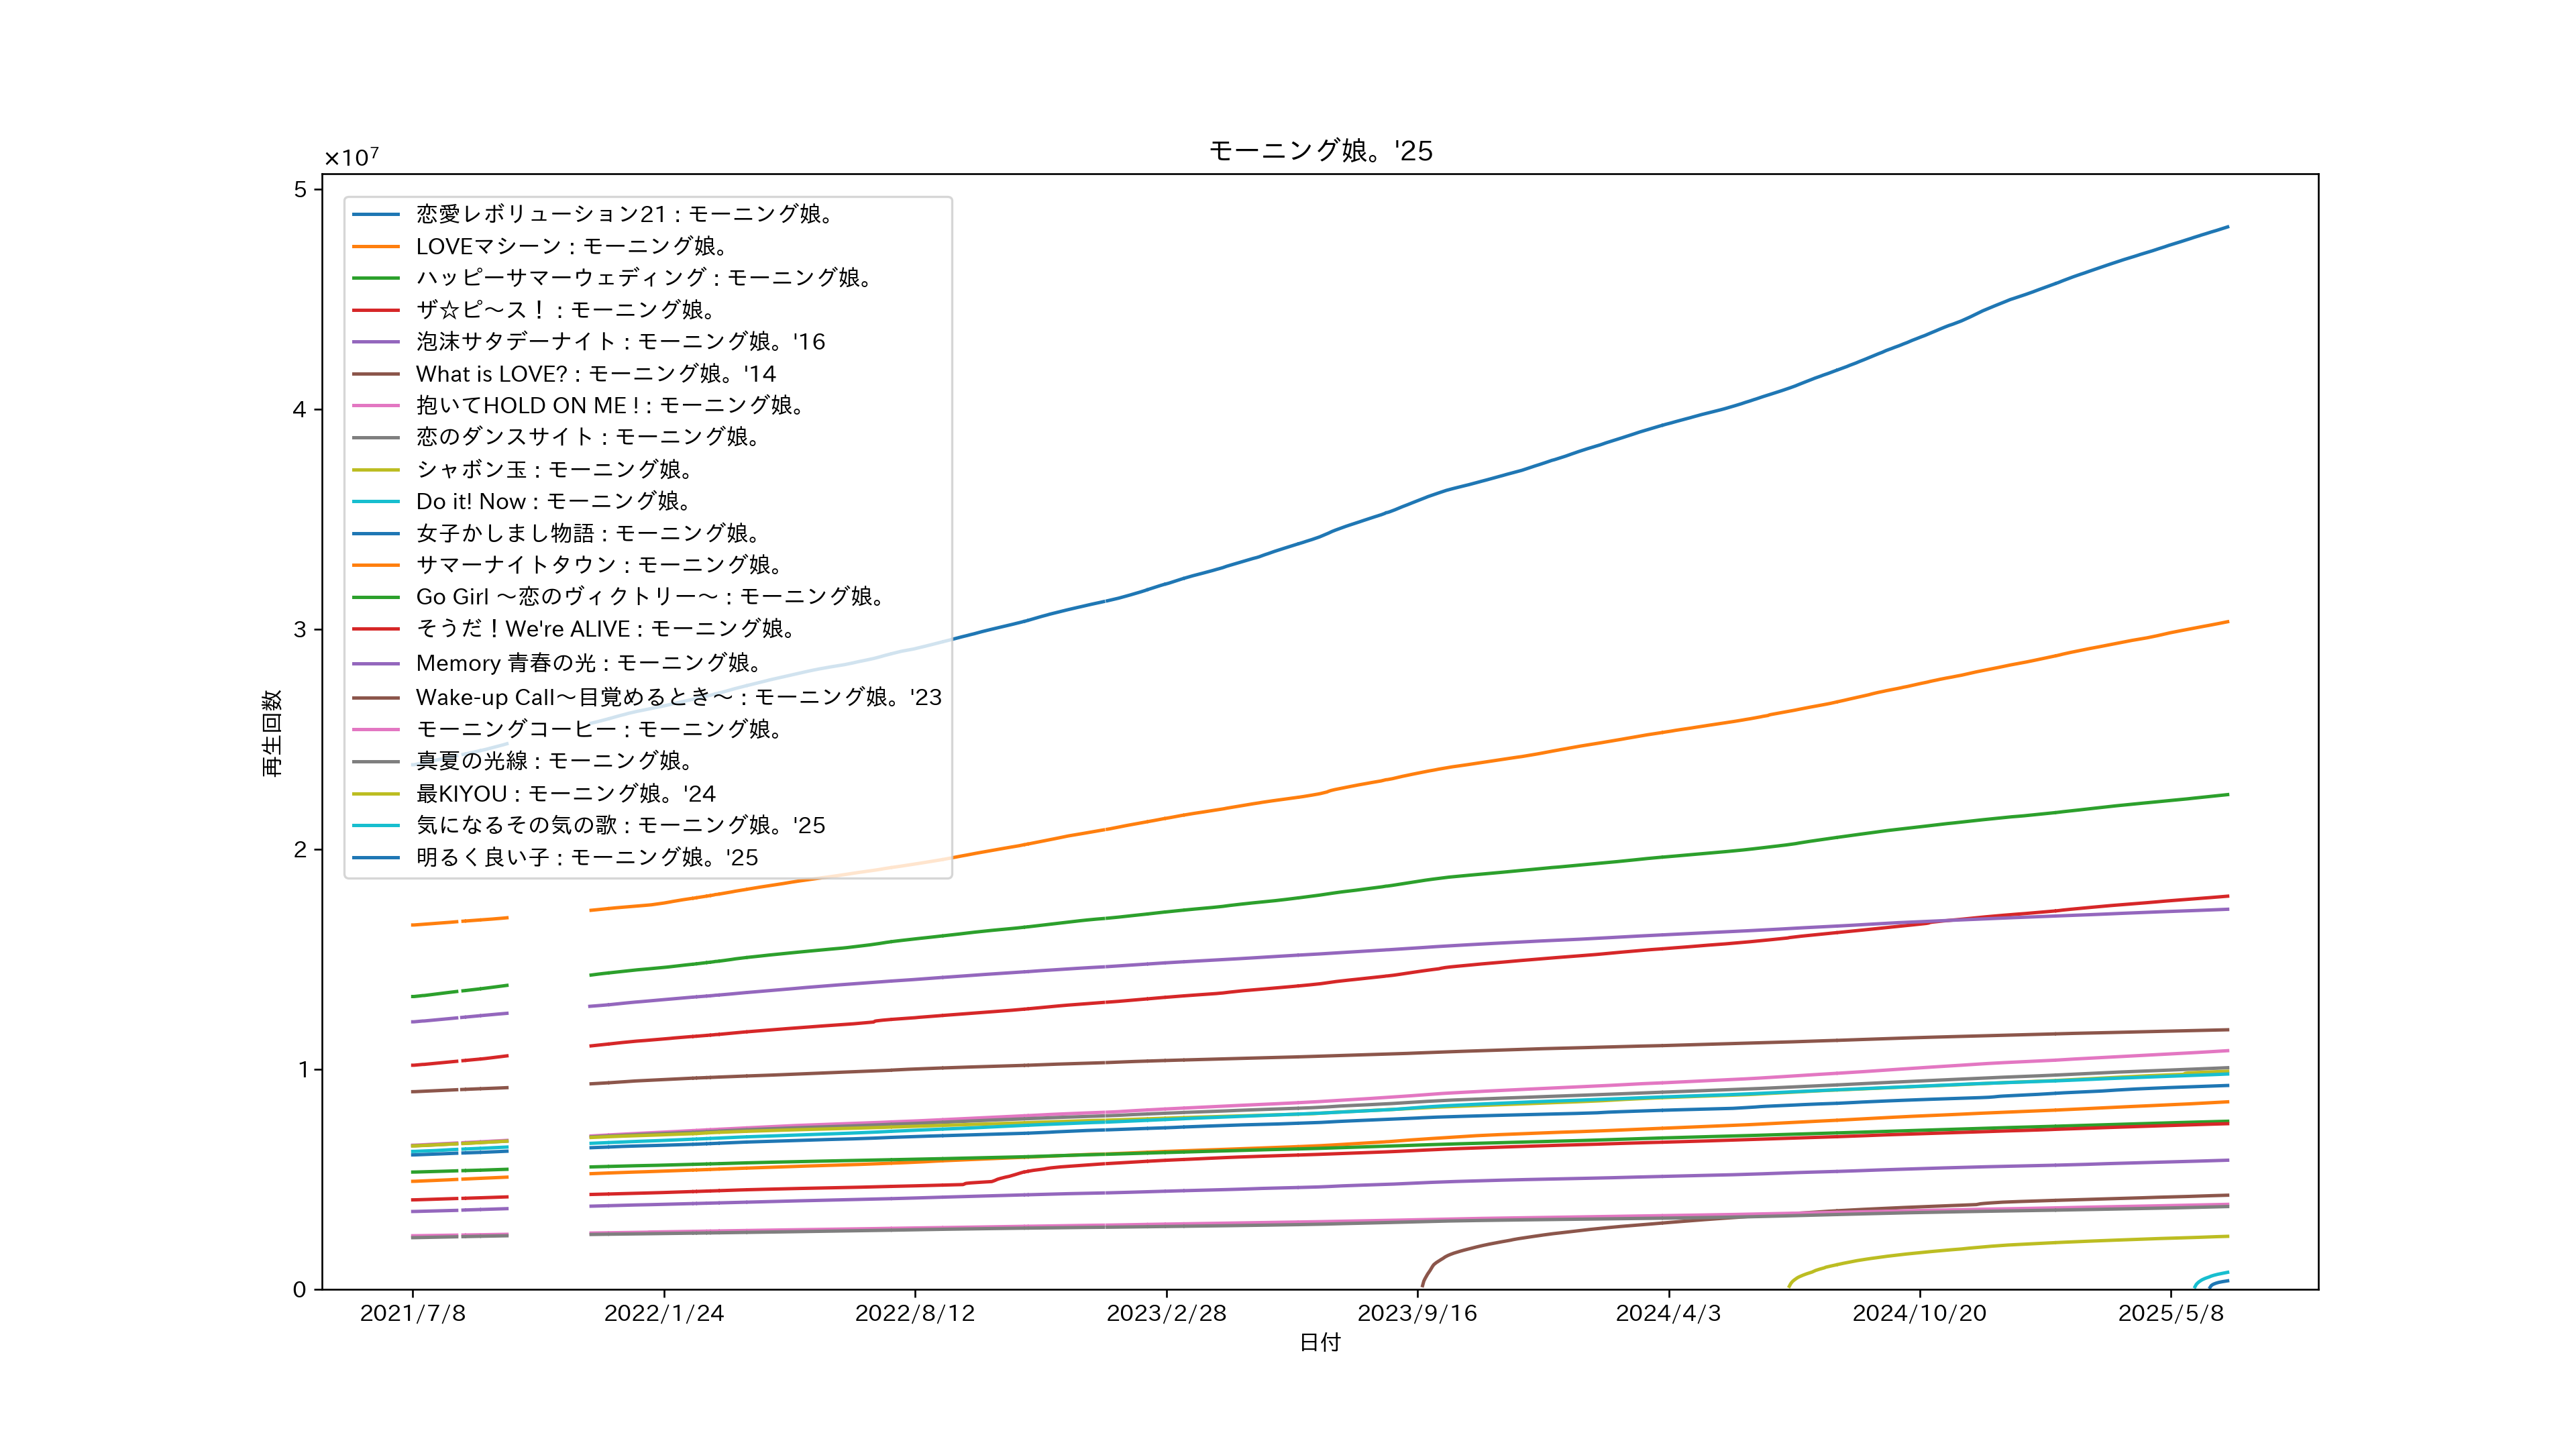 モーニング娘。'25
×10⁷
5
4
3
2
1
0
再生回数
恋愛レボリューション21 : モーニング娘。
LOVEマシーン : モーニング娘。
ハッピーサマーウェディング : モーニング娘。
ザ☆ピ〜ス！ : モーニング娘。
泡沫サタデーナイト : モーニング娘。'16
What is LOVE? : モーニング娘。'14
抱いてHOLD ON ME ! : モーニング娘。
恋のダンスサイト : モーニング娘。
シャボン玉 : モーニング娘。
Do it! Now : モーニング娘。
女子かしまし物語 : モーニング娘。
サマーナイトタウン : モーニング娘。
Go Girl 〜恋のヴィクトリー〜 : モーニング娘。
そうだ！We're ALIVE : モーニング娘。
Memory 青春の光 : モーニング娘。
Wake-up Call〜目覚めるとき〜 : モーニング娘。'23
モーニングコーヒー : モーニング娘。
真夏の光線 : モーニング娘。
最KIYOU : モーニング娘。'24
気になるその気の歌 : モーニング娘。'25
明るく良い子 : モーニング娘。'25
2021/7/8 2022/1/24 2022/8/12 2023/2/28 2023/9/16 2024/4/3 2024/10/20 2025/5/8
日付